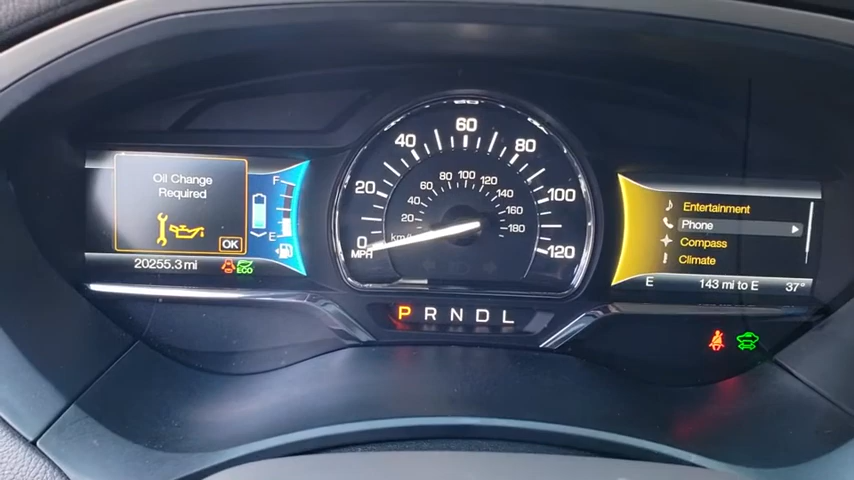 Oil Change
Required
OK
F
E
20255.3 mi
ECO
0
20
40
60
80
100
120
MPH
20
40
60
80
100
120
140
160
180
km/h
P R N D L
Entertainment
Phone
Compass
Climate
E
143 mi to E
37°